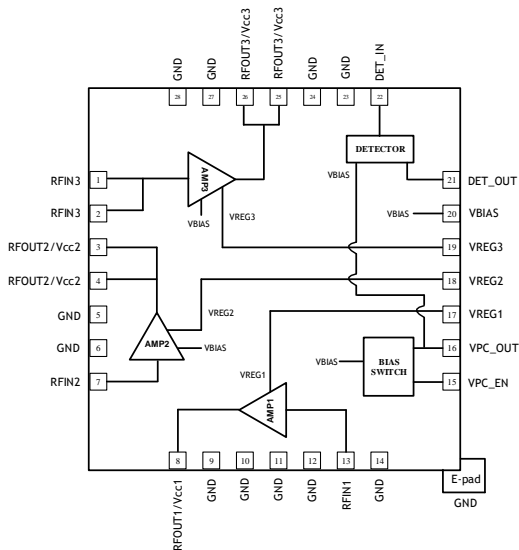 GND
GND
RFOUT3/Vcc3
RFOUT3/Vcc3
GND
GND
DET_IN
28
27
26
25
24
23
22
DETECTOR
RFIN3
1
AMP3
VBIAS
21
DET_OUT
RFIN3
2
VBIAS
VREG3
VBIAS
20
VBIAS
RFOUT2/Vcc2
3
19
VREG3
RFOUT2/Vcc2
4
18
VREG2
GND
5
VREG2
17
VREG1
GND
6
AMP2
VBIAS
16
VPC_OUT
VBIAS
BIAS
SWITCH
RFIN2
7
VREG1
15
VPC_EN
AMP1
8
9
10
11
12
13
14
RFOUT1/Vcc1
GND
GND
GND
GND
RFIN1
GND
E-pad
GND